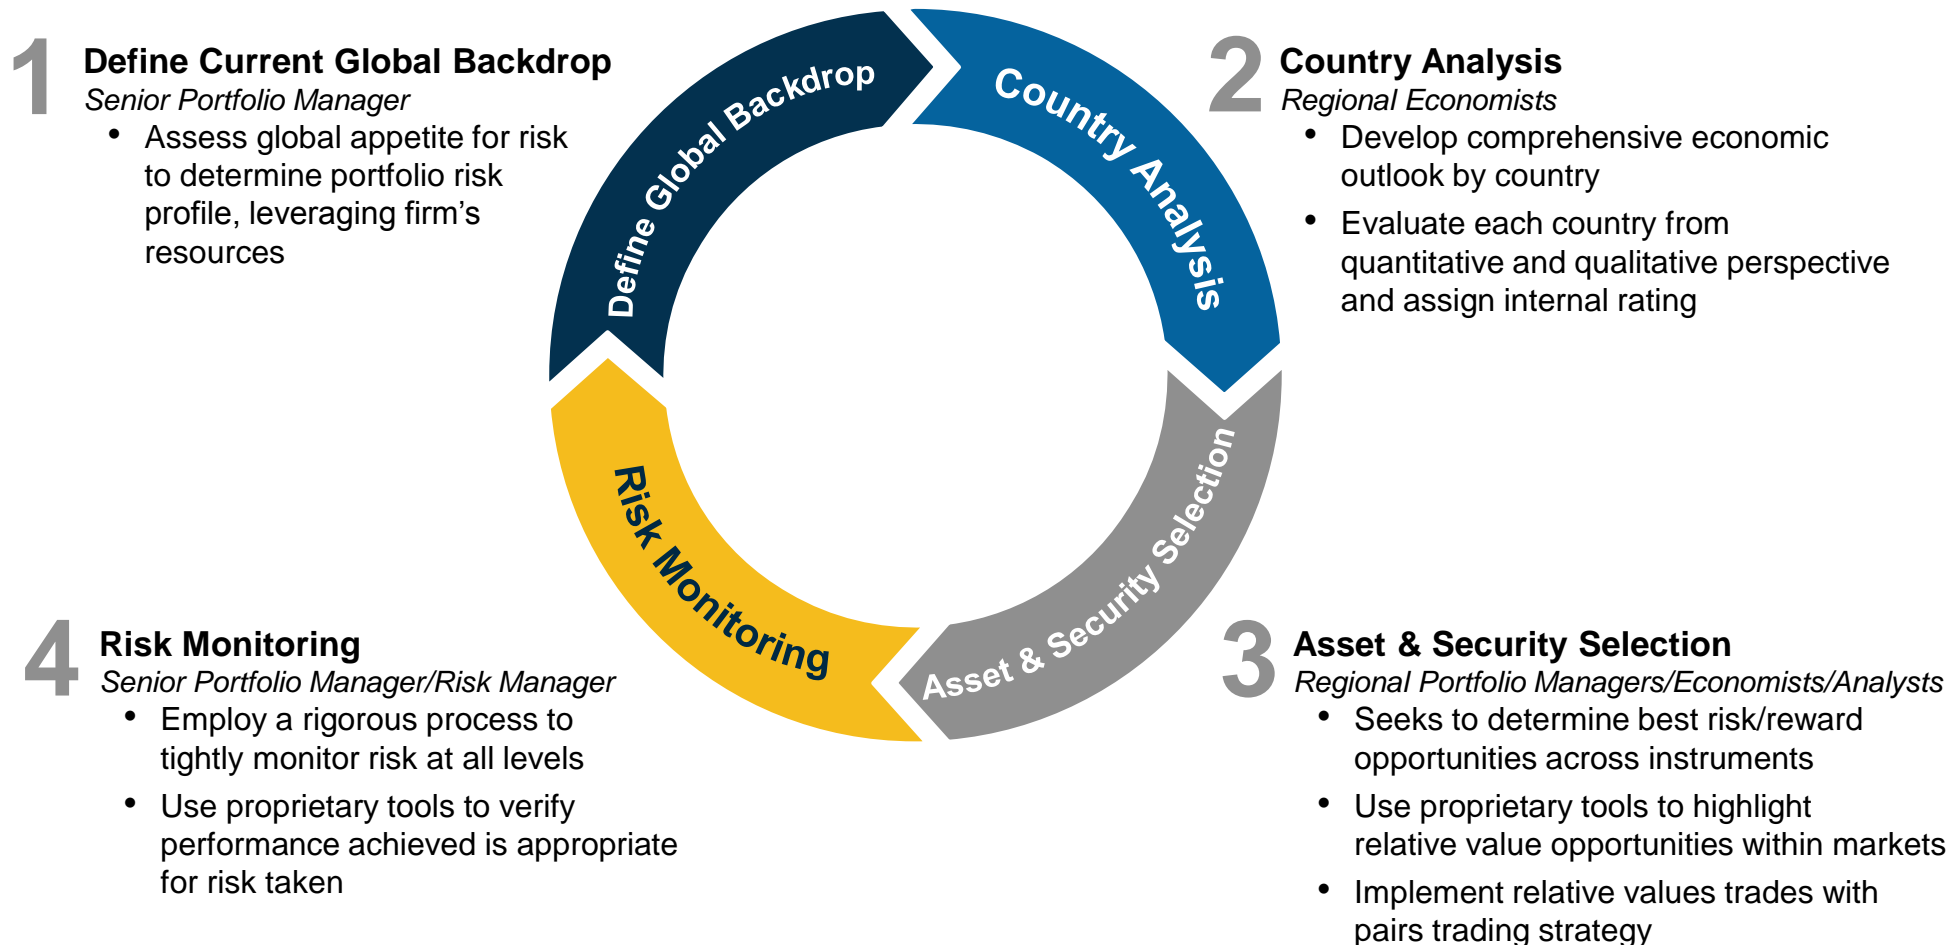 1
Define Current Global Backdrop
Senior Portfolio Manager
• Assess global appetite for risk
to determine portfolio risk
profile, leveraging firm’s
resources
Define Global Backdrop
Country Analysis
Asset & Security Selection
Risk Monitoring
2
Country Analysis
Regional Economists
• Develop comprehensive economic
outlook by country
• Evaluate each country from
quantitative and qualitative perspective
and assign internal rating
3
Asset & Security Selection
Regional Portfolio Managers/Economists/Analysts
• Seeks to determine best risk/reward
opportunities across instruments
• Use proprietary tools to highlight
relative value opportunities within markets
• Implement relative values trades with
pairs trading strategy
4
Risk Monitoring
Senior Portfolio Manager/Risk Manager
• Employ a rigorous process to
tightly monitor risk at all levels
• Use proprietary tools to verify
performance achieved is appropriate
for risk taken